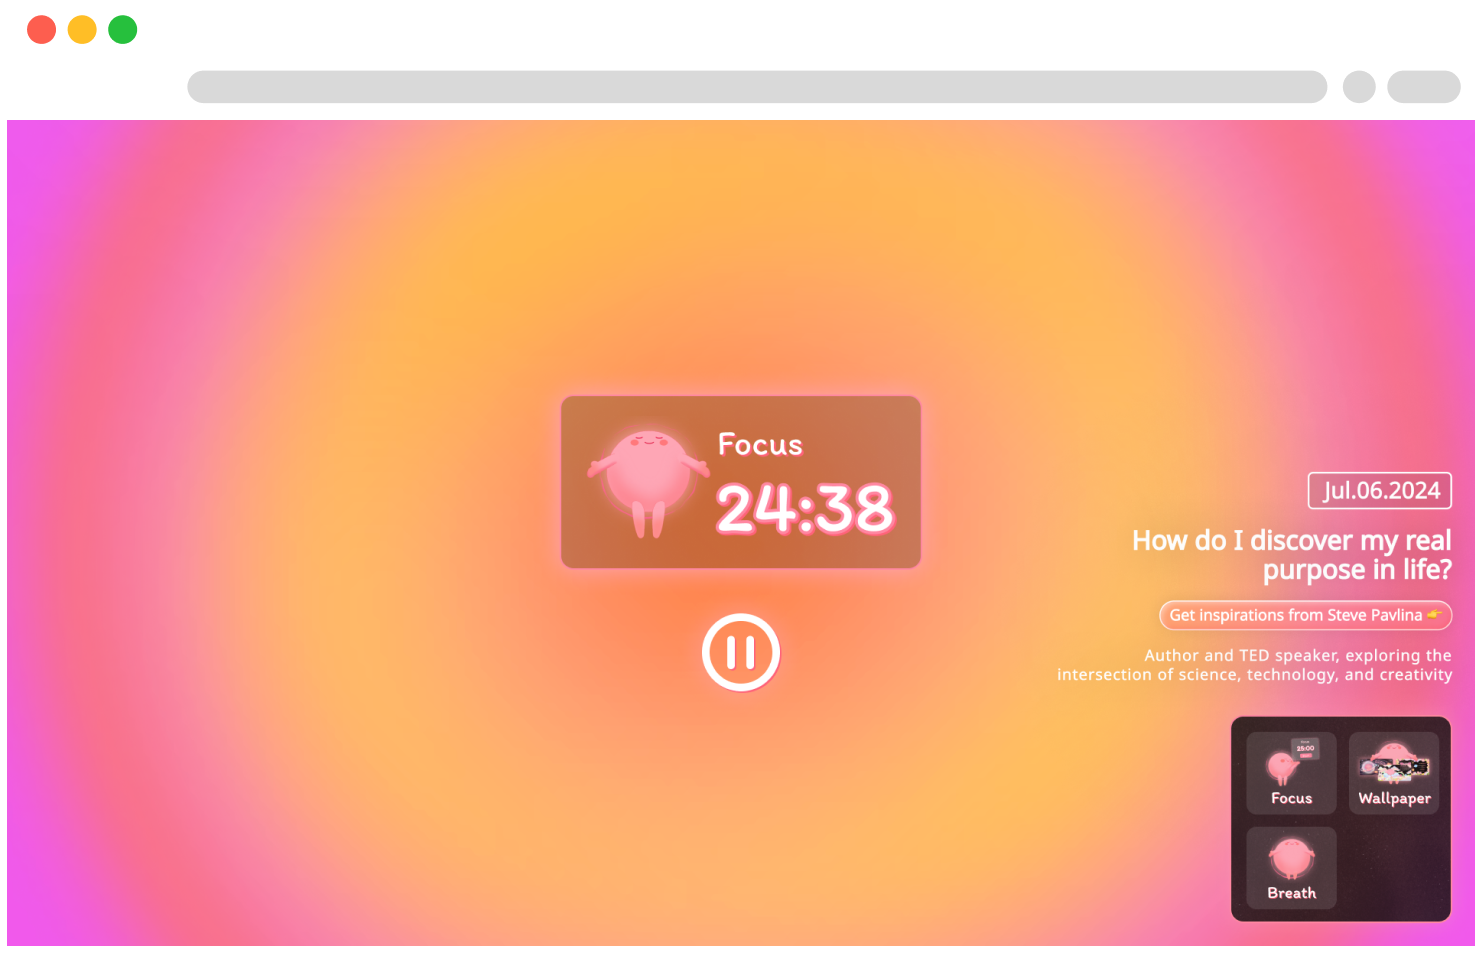 Focus
24:38
Jul.06.2024
How do I discover my real
purpose in life?
Get inspirations from Steve Pavlina 👉
Author and TED speaker, exploring the
intersection of science, technology, and creativity
25:00
Focus
Wallpaper
Breath